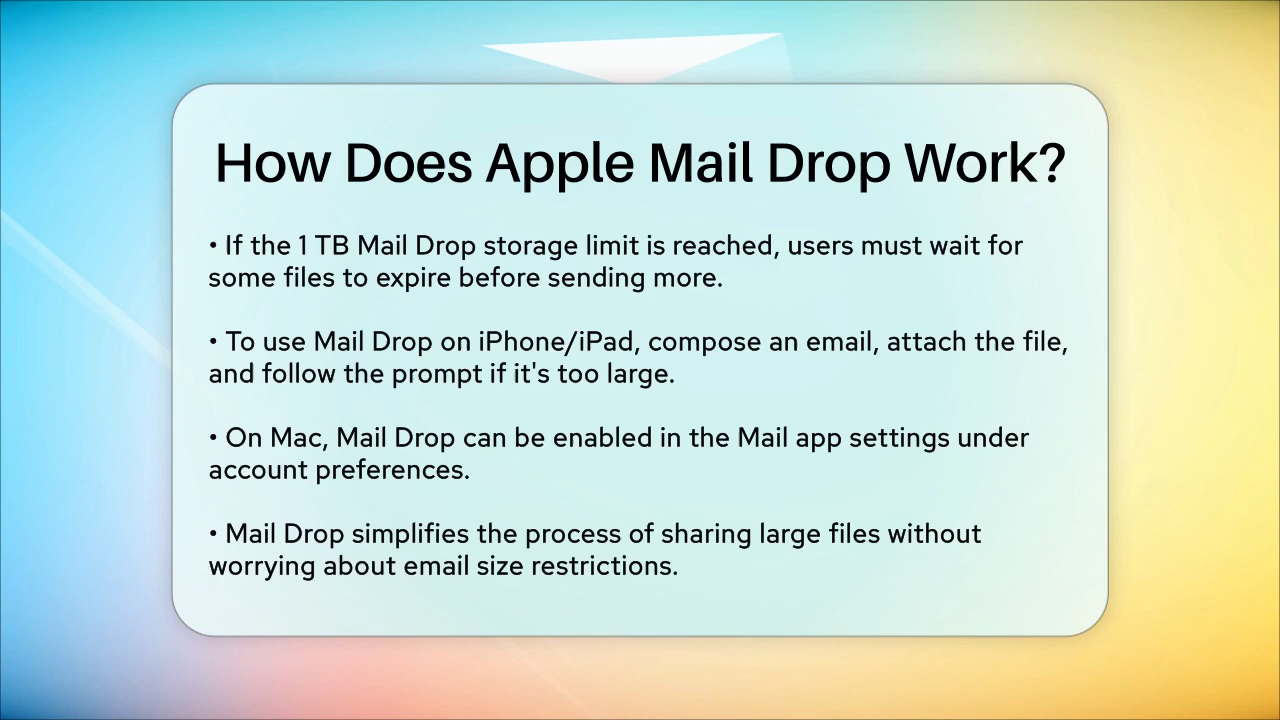 How Does Apple Mail Drop Work?
• If the 1 TB Mail Drop storage limit is reached, users must wait for
some files to expire before sending more.
• To use Mail Drop on iPhone/iPad, compose an email, attach the file,
and follow the prompt if it's too large.
• On Mac, Mail Drop can be enabled in the Mail app settings under
account preferences.
• Mail Drop simplifies the process of sharing large files without
worrying about email size restrictions.